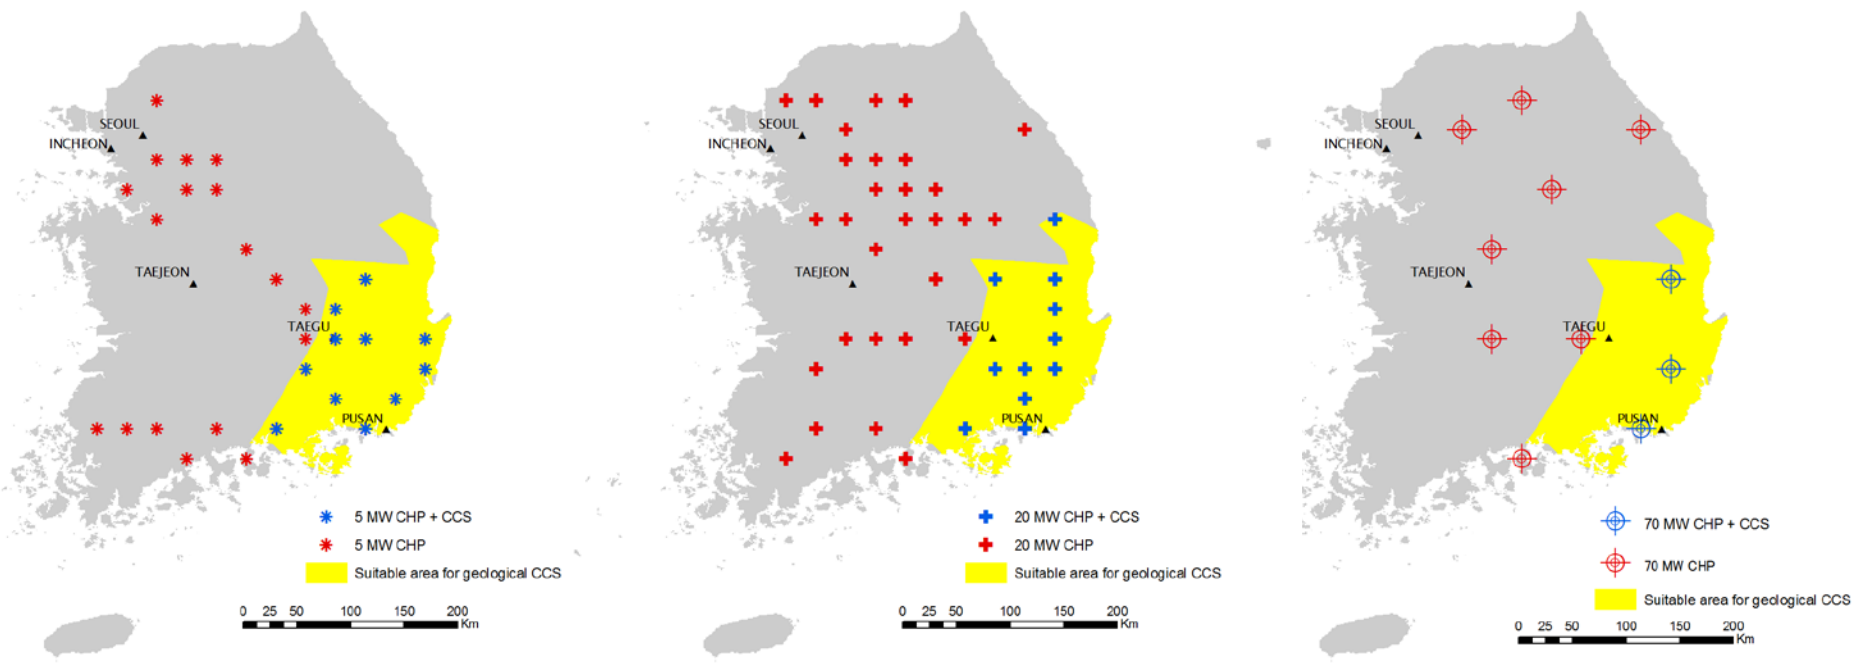 SEOUL
INCHEON
TAEJEON
TAEGU
PUSAN
5 MW CHP + CCS
5 MW CHP
Suitable area for geological CCS
0 25 50 100 150 200
Km
SEOUL
INCHEON
TAEJEON
TAEGU
PUSAN
20 MW CHP + CCS
20 MW CHP
Suitable area for geological CCS
0 25 50 100 150 200
Km
SEOUL
INCHEON
TAEJEON
TAEGU
PUSAN
70 MW CHP + CCS
70 MW CHP
Suitable area for geological CCS
0 25 50 100 150 200
Km